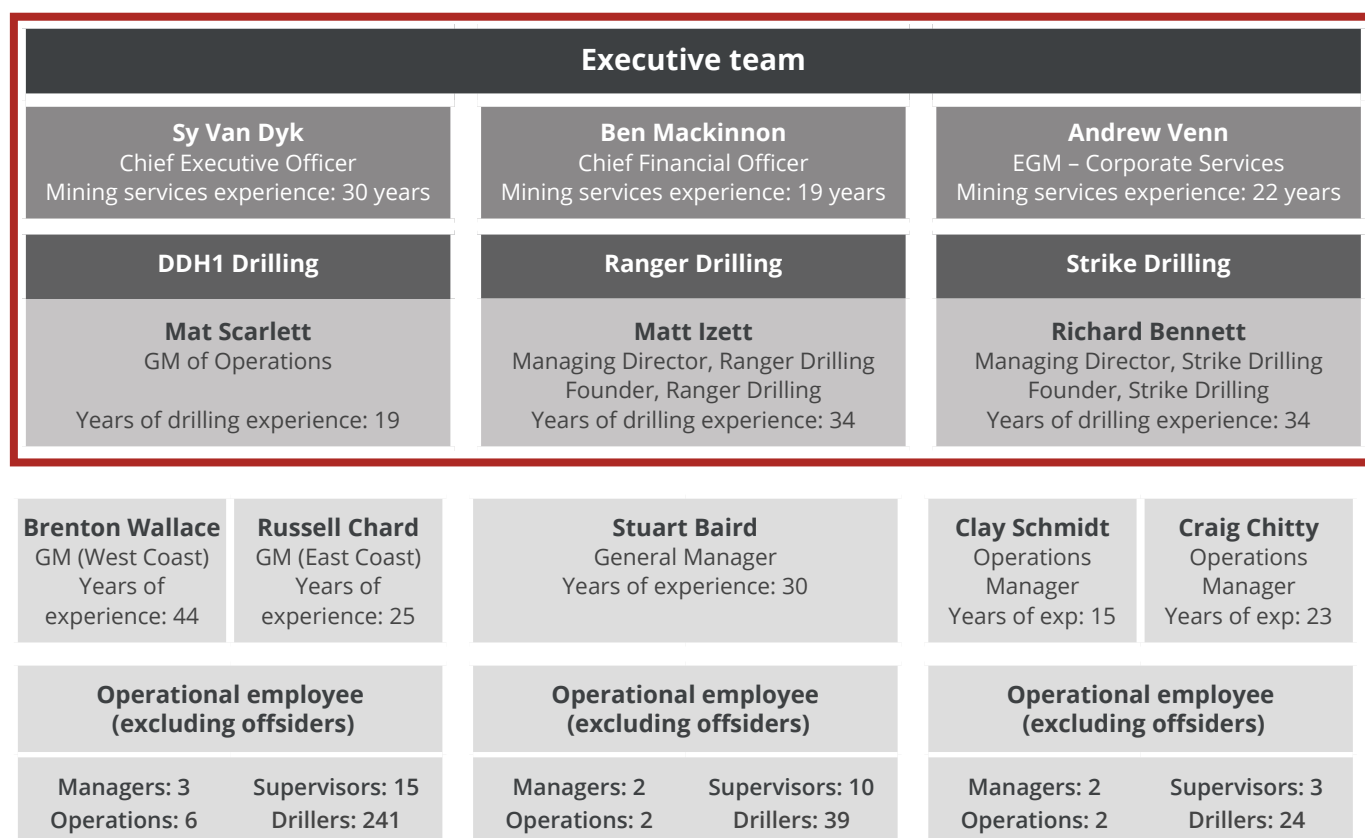 Executive team
Sy Van Dyk
Chief Executive Officer
Mining services experience: 30 years
Ben Mackinnon
Chief Financial Officer
Mining services experience: 19 years
Andrew Venn
EGM – Corporate Services
Mining services experience: 22 years
DDH1 Drilling
Mat Scarlett
GM of Operations
Years of drilling experience: 19
Ranger Drilling
Matt Izett
Managing Director, Ranger Drilling
Founder, Ranger Drilling
Years of drilling experience: 34
Strike Drilling
Richard Bennett
Managing Director, Strike Drilling
Founder, Strike Drilling
Years of drilling experience: 34
Brenton Wallace
GM (West Coast)
Years of
experience: 44
Russell Chard
GM (East Coast)
Years of
experience: 25
Stuart Baird
General Manager
Years of experience: 30
Clay Schmidt
Operations
Manager
Years of exp: 15
Craig Chitty
Operations
Manager
Years of exp: 23
Operational employee
(excluding offsiders)
Managers: 3
Operations: 6
Supervisors: 15
Drillers: 241
Operational employee
(excluding offsiders)
Managers: 2
Operations: 2
Supervisors: 10
Drillers: 39
Operational employee
(excluding offsiders)
Managers: 2
Operations: 2
Supervisors: 3
Drillers: 24